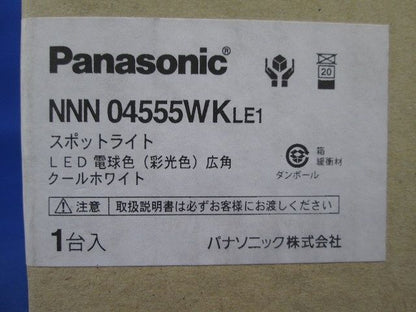 Panasonic®
20
NNN 04555WKLE1
スポットライト
LED 電球色 (彩光色) 広角
クールホワイト
箱
緩衝材
ダンボール
注意 取扱説明書は必ずお客様にお渡しください
1台入
パナソニック株式会社